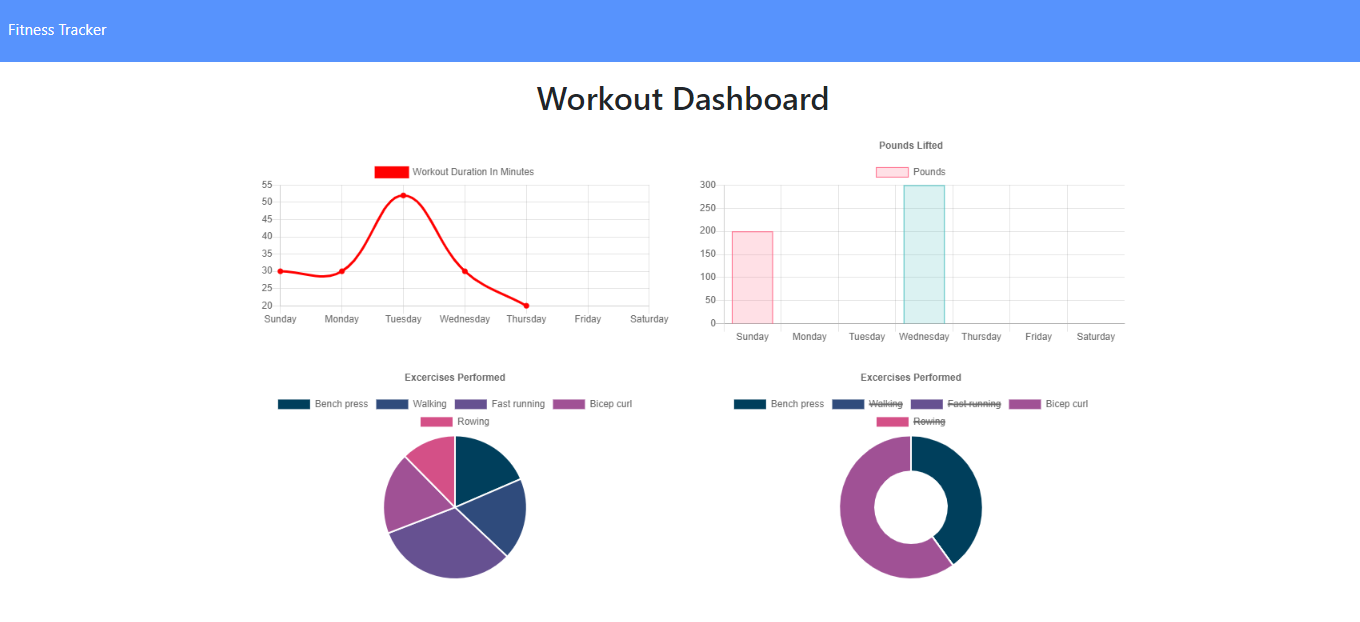 Fitness Tracker
Workout Dashboard
Workout Duration In Minutes
55
50
45
40
35
30
25
20
Sunday Monday Tuesday Wednesday Thursday Friday Saturday
Pounds Lifted
Pounds
300
250
200
150
100
50
0
Sunday Monday Tuesday Wednesday Thursday Friday Saturday
Excercises Performed
Bench press Walking Fast running Bicep curl
Rowing
Excercises Performed
Bench press Walking Fast running Bicep curl
Rowing